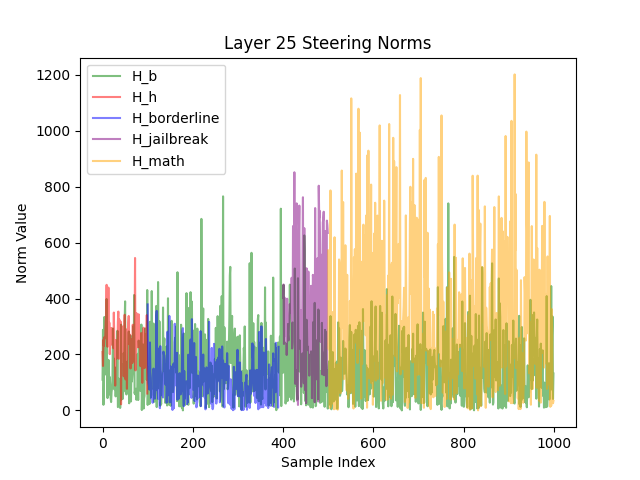 Layer 25 Steering Norms
H_b
H_h
H_borderline
H_jailbreak
H_math
Norm Value
1200
1000
800
600
400
200
0
0
200
400
600
800
1000
Sample Index